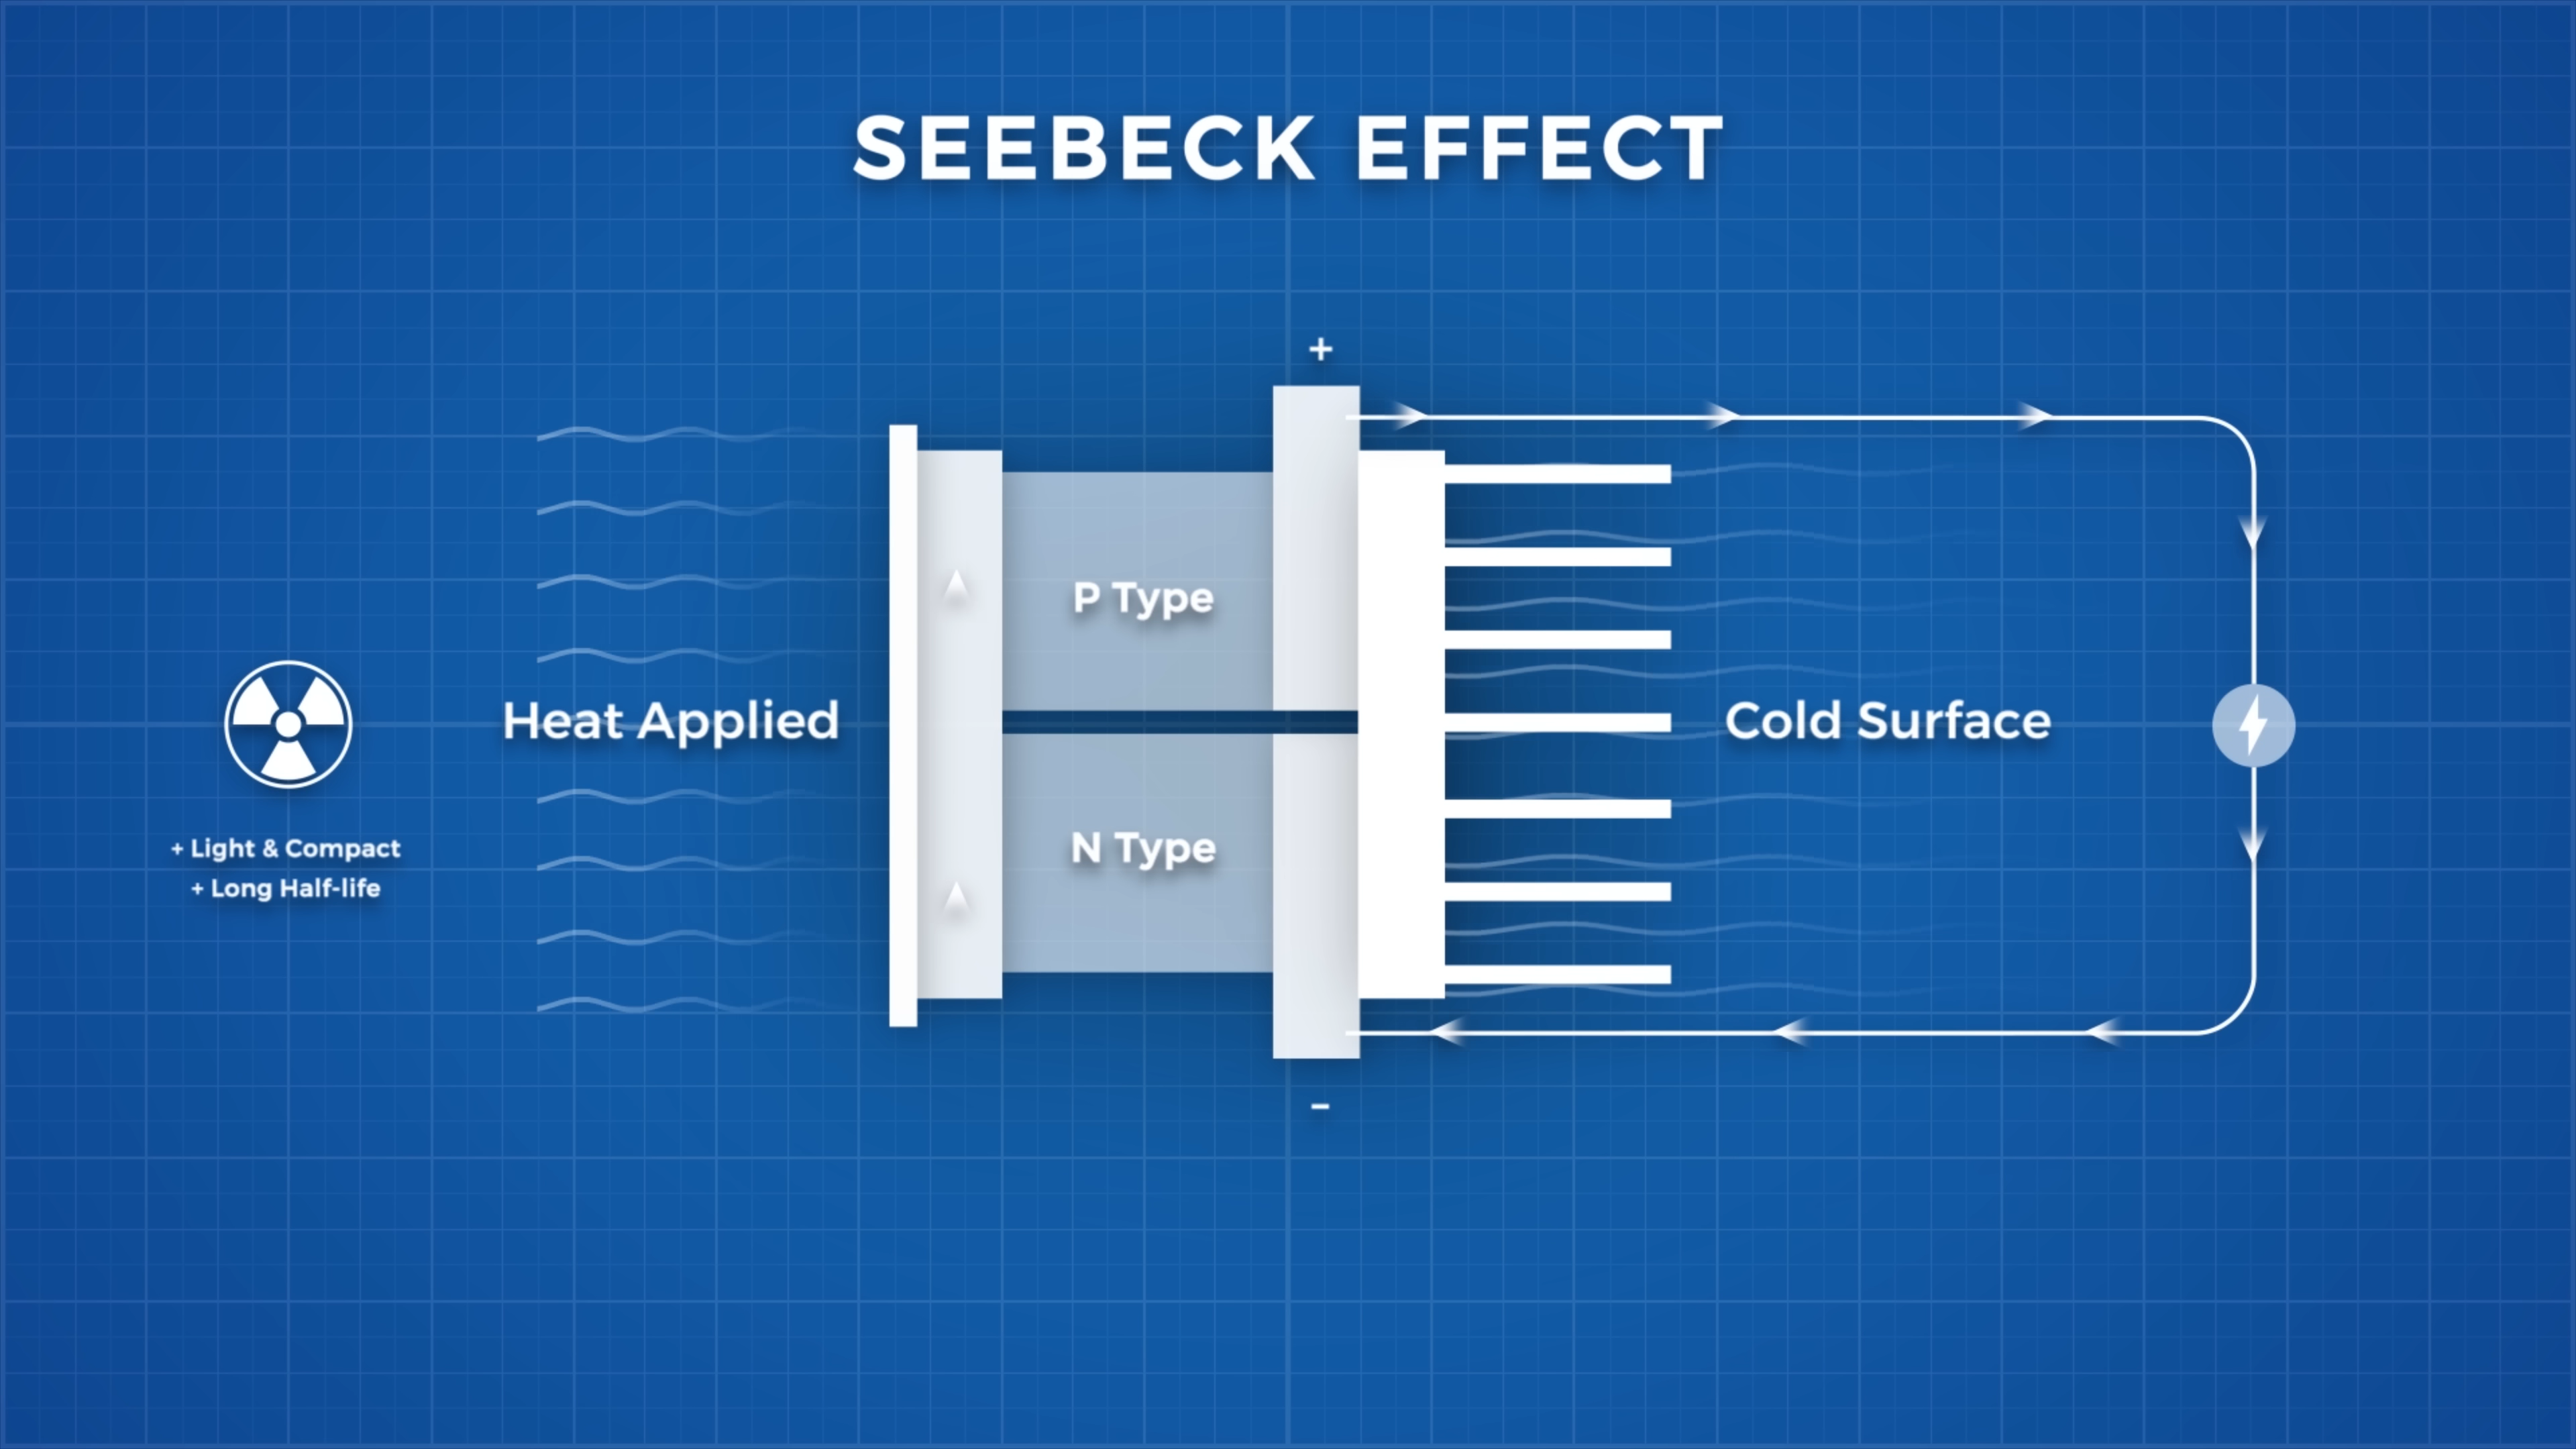 SEEBECK EFFECT
+
P Type
Heat Applied
Cold Surface
N Type
+ Light & Compact
+ Long Half-life
-